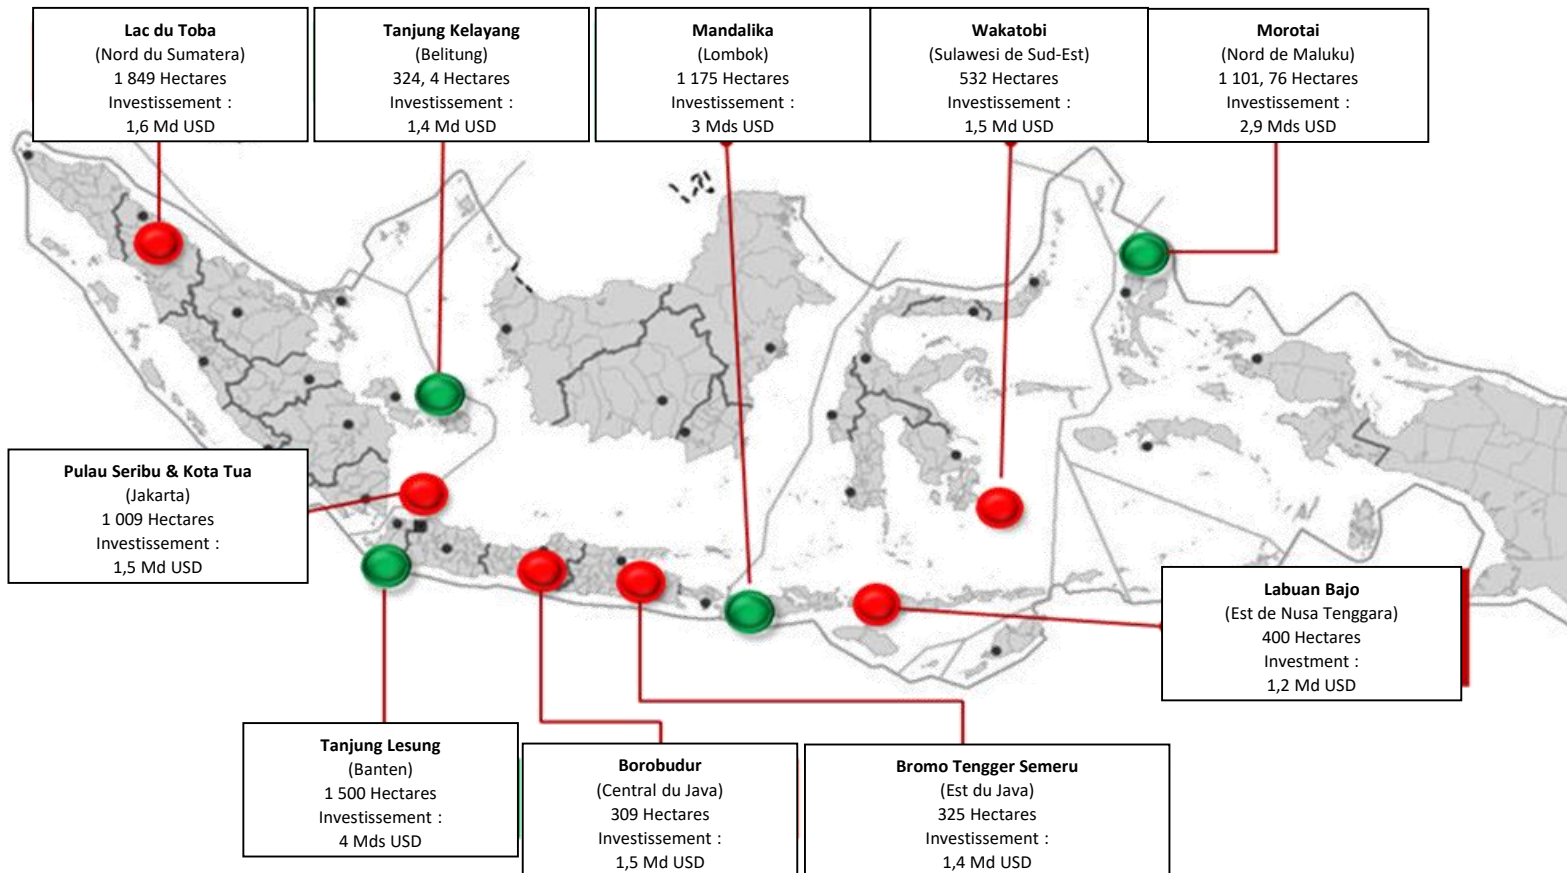 Lac du Toba
(Nord du Sumatera)
1 849 Hectares
Investissement :
1,6 Md USD
Tanjung Kelayang
(Belitung)
324, 4 Hectares
Investissement :
1,4 Md USD
Mandalika
(Lombok)
1 175 Hectares
Investissement :
3 Mds USD
Wakatobi
(Sulawesi de Sud-Est)
532 Hectares
Investissement :
1,5 Md USD
Morotai
(Nord de Maluku)
1 101, 76 Hectares
Investissement :
2,9 Mds USD
Pulau Seribu & Kota Tua
(Jakarta)
1 009 Hectares
Investissement :
1,5 Md USD
Labuan Bajo
(Est de Nusa Tenggara)
400 Hectares
Investment :
1,2 Md USD
Tanjung Lesung
(Banten)
1 500 Hectares
Investissement :
4 Mds USD
Borobudur
(Central du Java)
309 Hectares
Investissement :
1,5 Md USD
Bromo Tengger Semeru
(Est du Java)
325 Hectares
Investissement :
1,4 Md USD